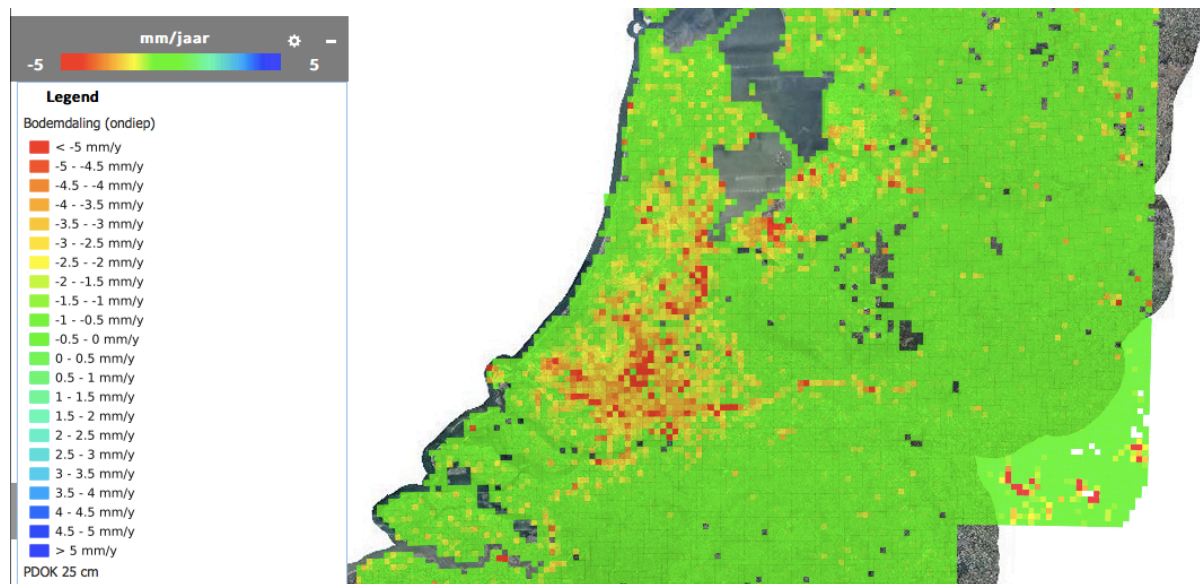 mm/jaar
-5 5
Legend
Bodemdaling (ondiep)
< -5 mm/y
-5 - -4.5 mm/y
-4.5 - -4 mm/y
-4 - -3.5 mm/y
-3.5 - -3 mm/y
-3 - -2.5 mm/y
-2.5 - -2 mm/y
-2 - -1.5 mm/y
-1.5 - -1 mm/y
-1 - -0.5 mm/y
-0.5 - 0 mm/y
0 - 0.5 mm/y
0.5 - 1 mm/y
1 - 1.5 mm/y
1.5 - 2 mm/y
2 - 2.5 mm/y
2.5 - 3 mm/y
3 - 3.5 mm/y
3.5 - 4 mm/y
4 - 4.5 mm/y
4.5 - 5 mm/y
> 5 mm/y
PDOK 25 cm